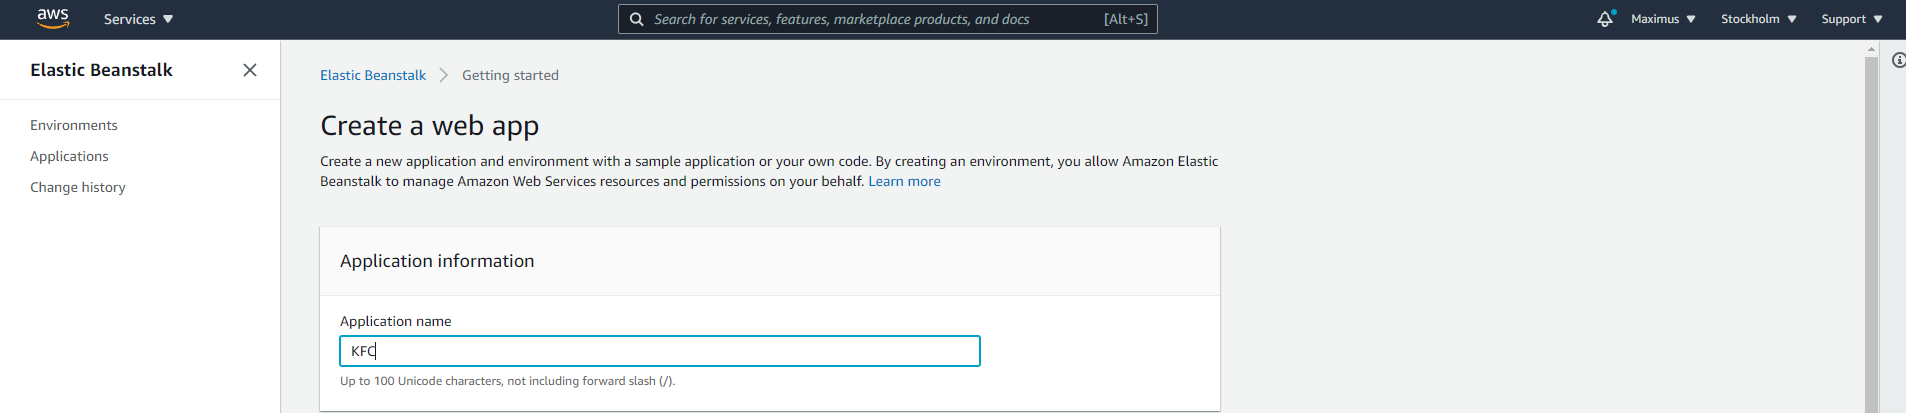 aws Services Search for services, features, marketplace products, and docs [Alt+S] Maximus Stockholm Support
Elastic Beanstalk
Environments
Applications
Change history
Elastic Beanstalk > Getting started
Create a web app
Create a new application and environment with a sample application or your own code. By creating an environment, you allow Amazon Elastic
Beanstalk to manage Amazon Web Services resources and permissions on your behalf. Learn more
Application information
Application name
KFC
Up to 100 Unicode characters, not including forward slash (/).